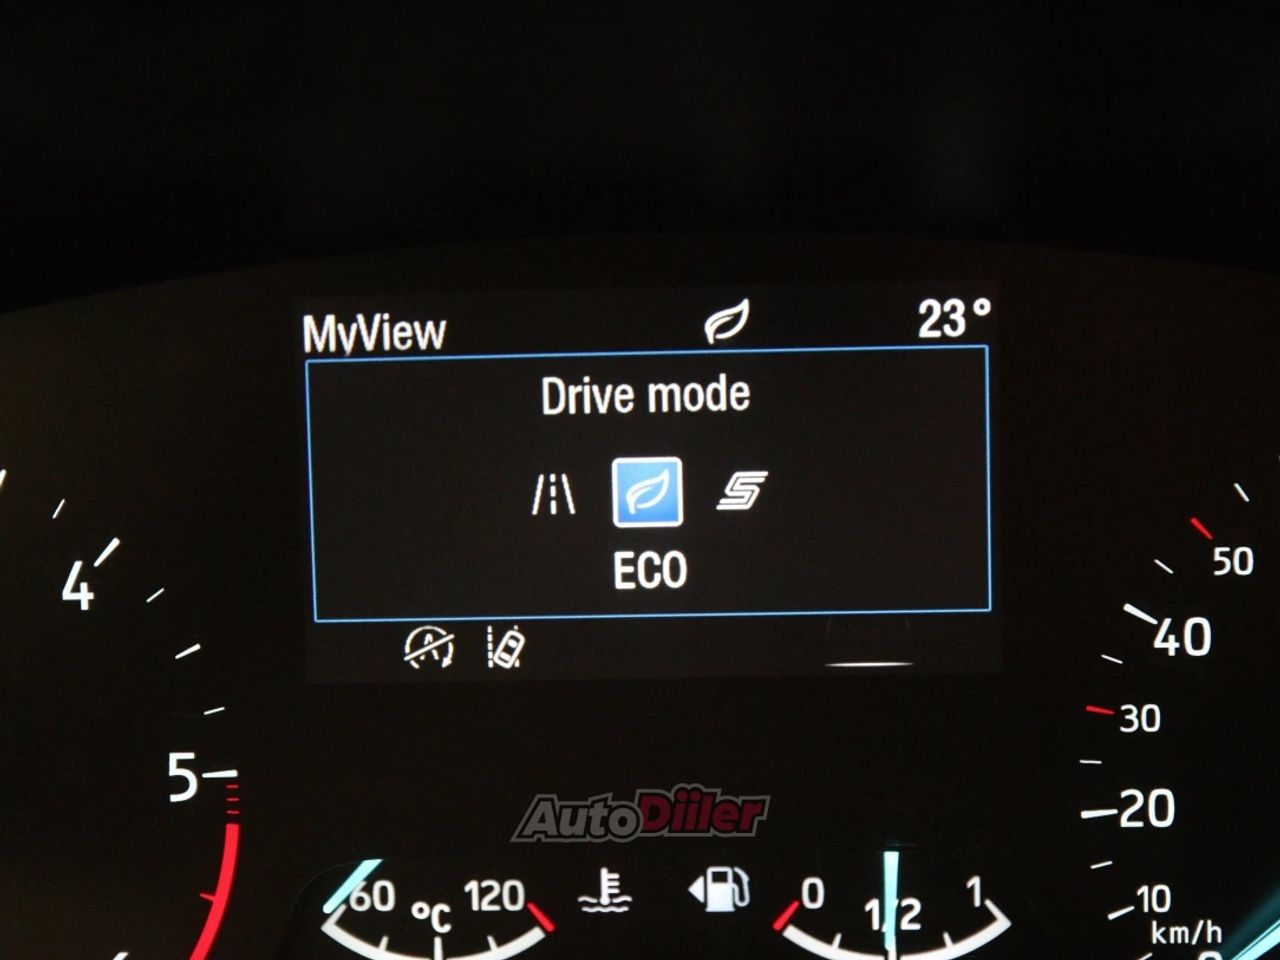 MyView 23°
Drive mode
ECO
4
5
50
40
30
20
10
km/h
60 °C 120
0 1/2 1
AutoDiiler